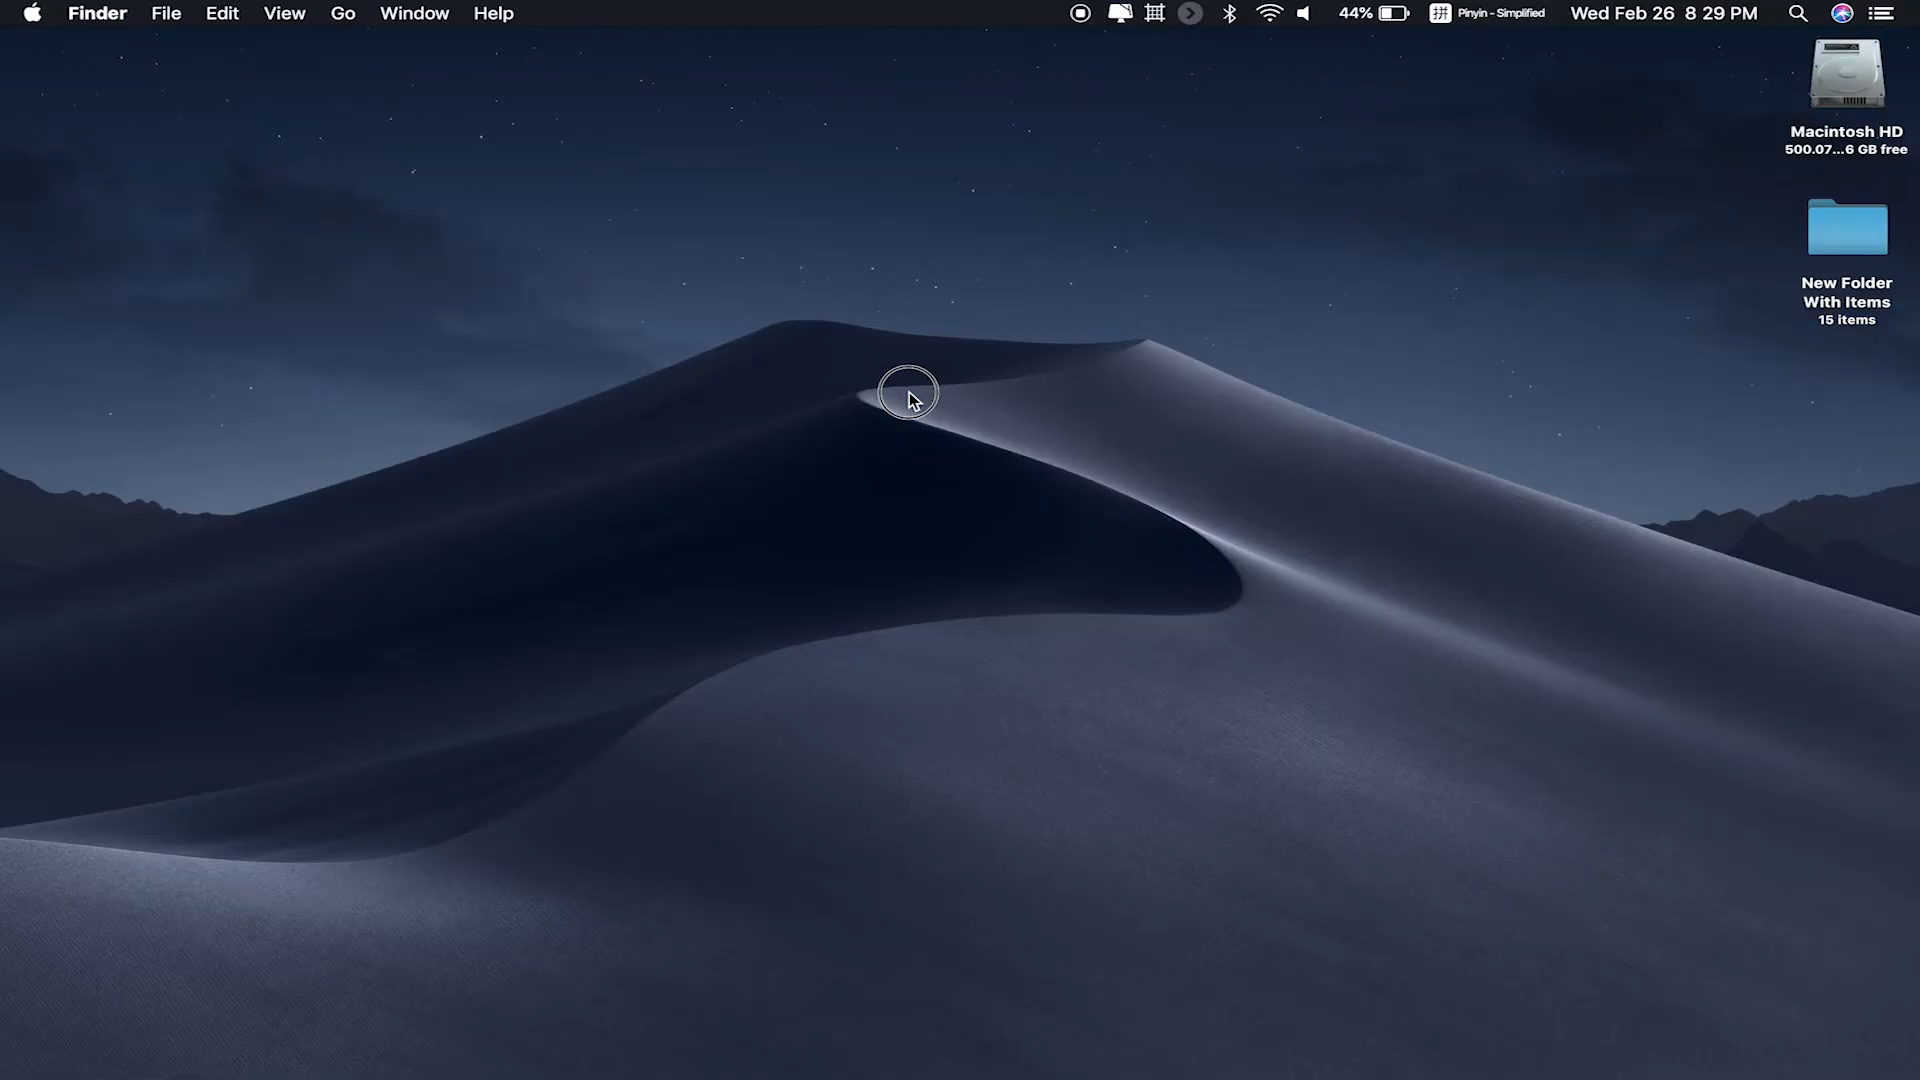 Finder File Edit View Go Window Help 44% 拼 Pinyin - Simplified Wed Feb 26 8 29 PM
Macintosh HD
500.07...6 GB free
New Folder
With Items
15 items